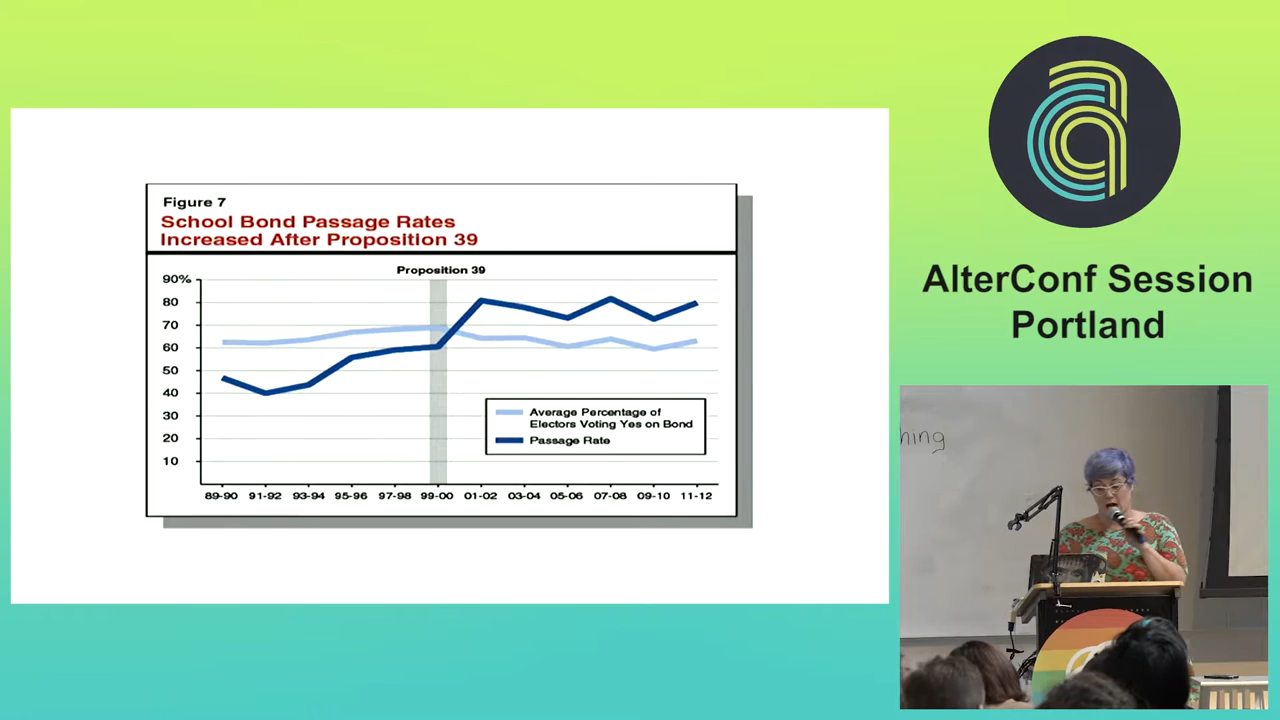 Figure 7
School Bond Passage Rates
Increased After Proposition 39
Proposition 39
90%
80
70
60
50
40
30
20
10
Average Percentage of
Electors Voting Yes on Bond
Passage Rate
89-90 91-92 93-94 95-96 97-98 99-00 01-02 03-04 05-06 07-08 09-10 11-12
AlterConf Session
Portland
hing